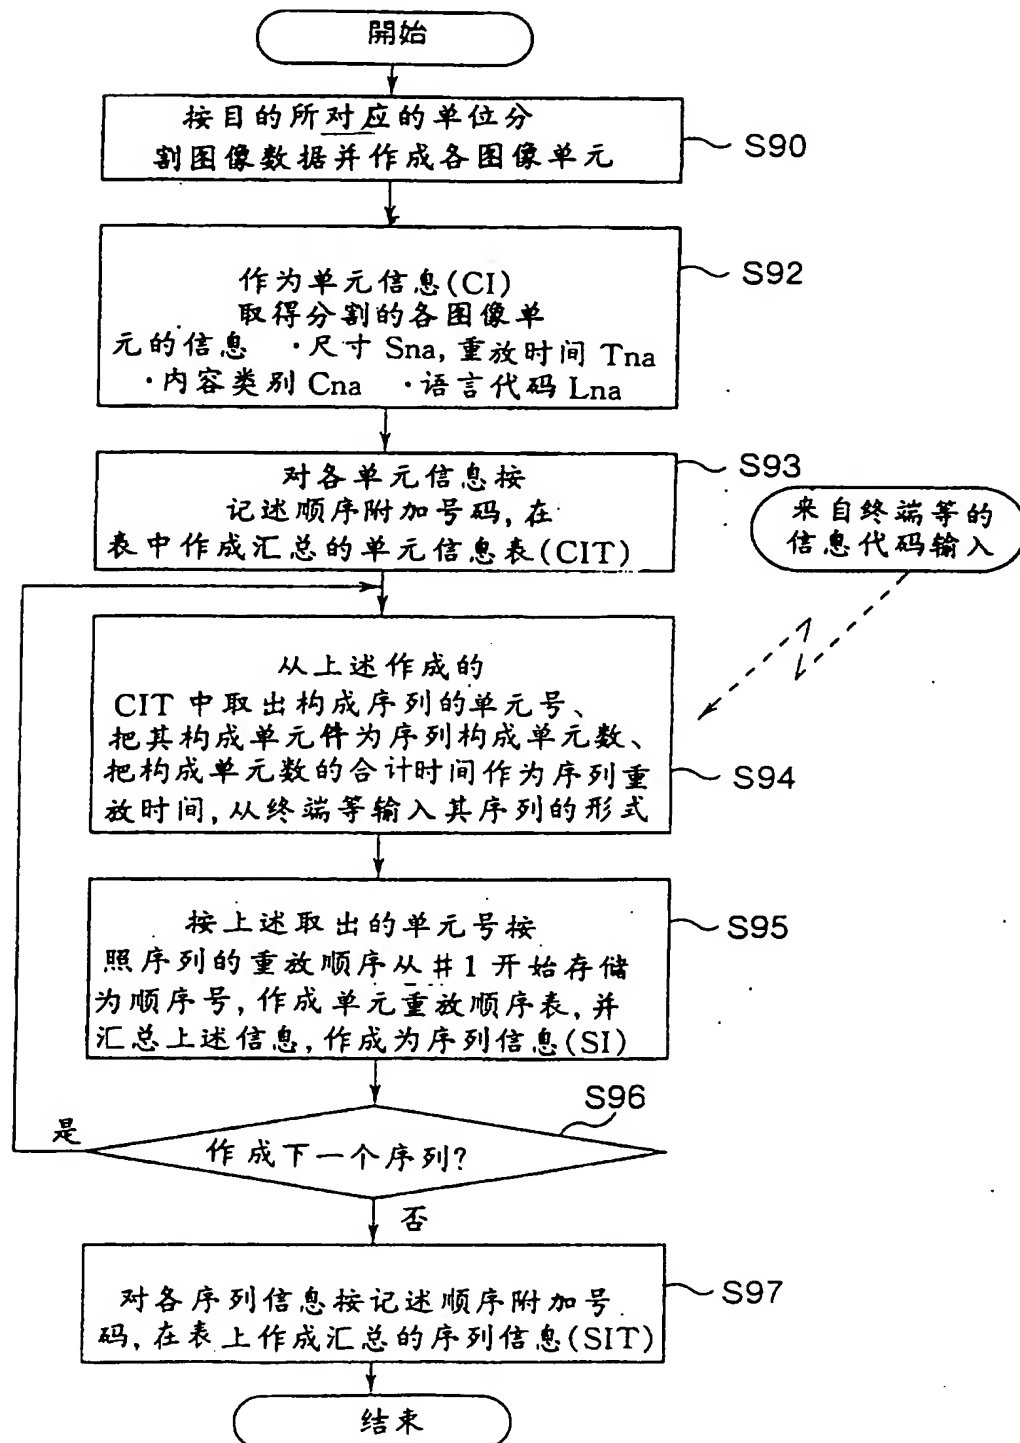 開始
按目的所对应的单位分
割图像数据并作成各图像单元
S90
作为单元信息(CI)
取得分割的各图像单
元的信息 ·尺寸 Sna,重放时间 Tna
·内容类别 Cna ·语言代码 Lna
S92
对各单元信息按
记述顺序附加号码,在
表中作成汇总的单元信息表(CIT)
S93
来自终端等的
信息代码输入
从上述作成的
CIT 中取出构成序列的单元号、
把其构成单元件为序列构成单元数、
把构成单元数的合计时间作为序列重
放时间,从终端等输入其序列的形式
S94
按上述取出的单元号按
照序列的重放顺序从 #1 开始存储
为顺序号,作成单元重放顺序表,并
汇总上述信息,作成为序列信息(SI)
S95
S96
是
作成下一个序列?
否
对各序列信息按记述顺序附加号
码,在表上作成汇总的序列信息(SIT)
S97
结束